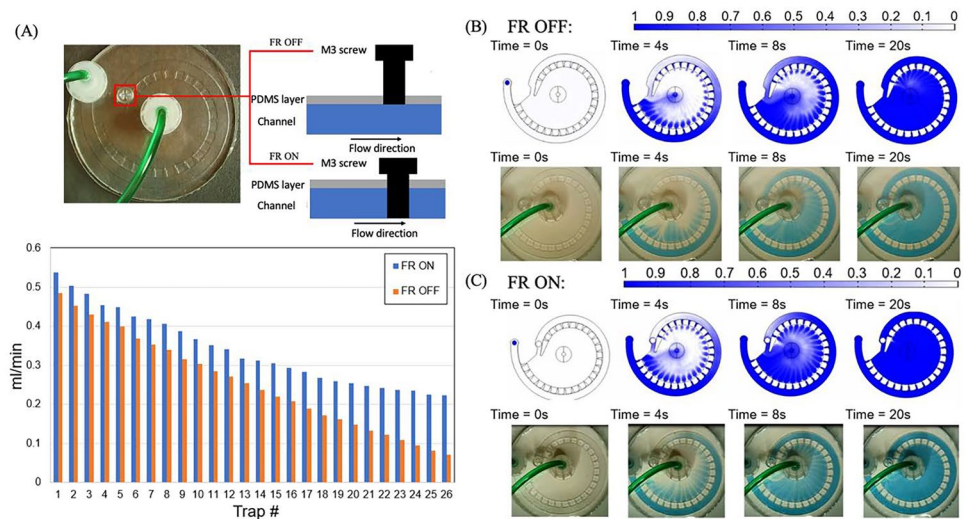 (A)
FR OFF
M3 screw
PDMS layer
Channel
Flow direction
FR ON
M3 screw
PDMS layer
Channel
Flow direction
0.6
0.5
0.4
0.3
0.2
0.1
0
ml/min
FR ON
FR OFF
1 2 3 4 5 6 7 8 9 10 11 12 13 14 15 16 17 18 19 20 21 22 23 24 25 26
Trap #
(B)
FR OFF:
1 0.9 0.8 0.7 0.6 0.5 0.4 0.3 0.2 0.1 0
Time = 0s Time = 4s Time = 8s Time = 20s
Time = 0s Time = 4s Time = 8s Time = 20s
(C)
FR ON:
1 0.9 0.8 0.7 0.6 0.5 0.4 0.3 0.2 0.1 0
Time = 0s Time = 4s Time = 8s Time = 20s
Time = 0s Time = 4s Time = 8s Time = 20s